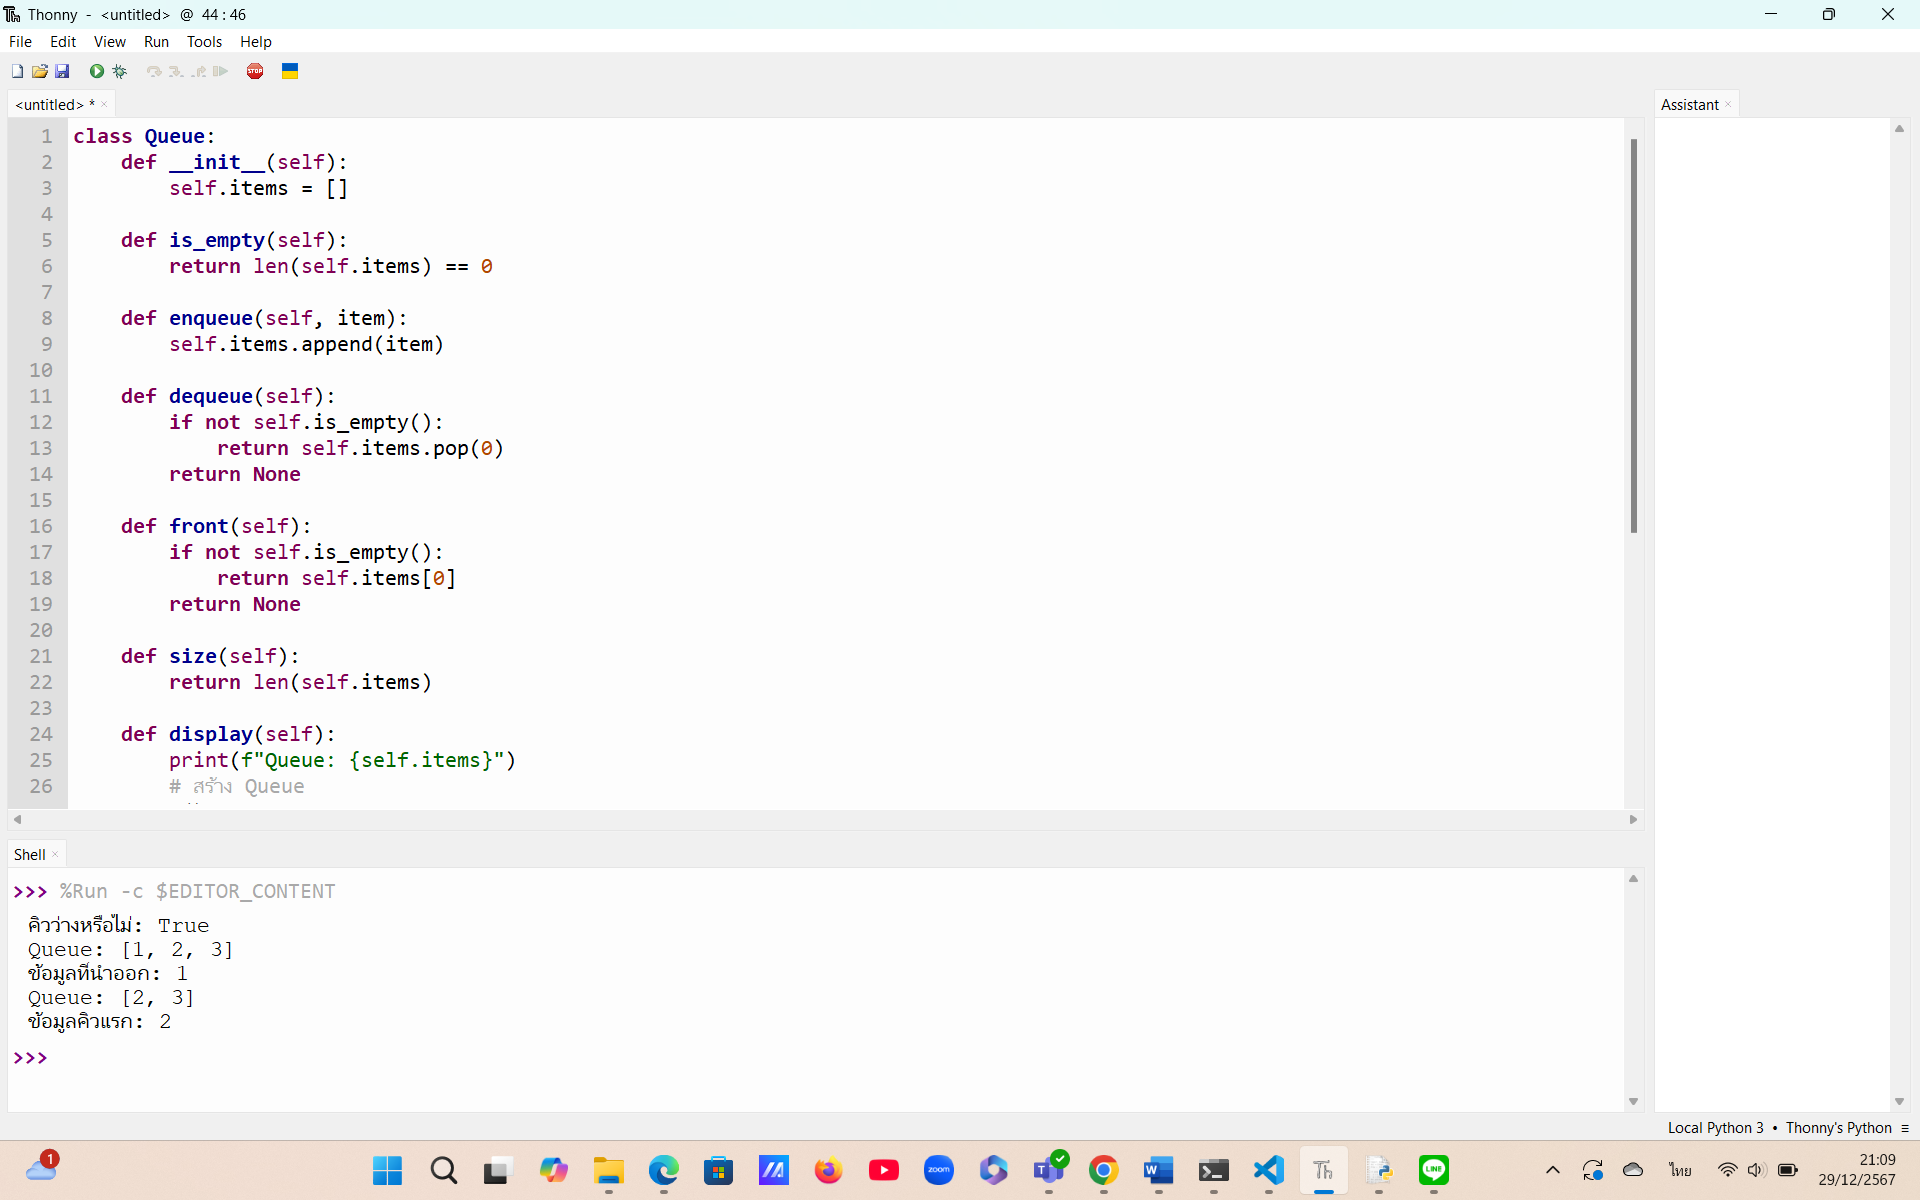 Thonny - <untitled> @ 44 : 46
File Edit View Run Tools Help
STOP
<untitled> * ×
Assistant ×
1 class Queue:
2     def __init__(self):
3         self.items = []
4
5     def is_empty(self):
6         return len(self.items) == 0
7
8     def enqueue(self, item):
9         self.items.append(item)
10
11     def dequeue(self):
12         if not self.is_empty():
13             return self.items.pop(0)
14         return None
15
16     def front(self):
17         if not self.is_empty():
18             return self.items[0]
19         return None
20
21     def size(self):
22         return len(self.items)
23
24     def display(self):
25         print(f"Queue: {self.items}")
26         # สร้าง Queue
Shell ×
>>> %Run -c $EDITOR_CONTENT
คิวว่างหรือไม่: True
Queue: [1, 2, 3]
ข้อมูลที่นำออก: 1
Queue: [2, 3]
ข้อมูลคิวแรก: 2
>>>
Local Python 3 • Thonny's Python ≡
1
zoom
LINE
ไทย
21:09
29/12/2567